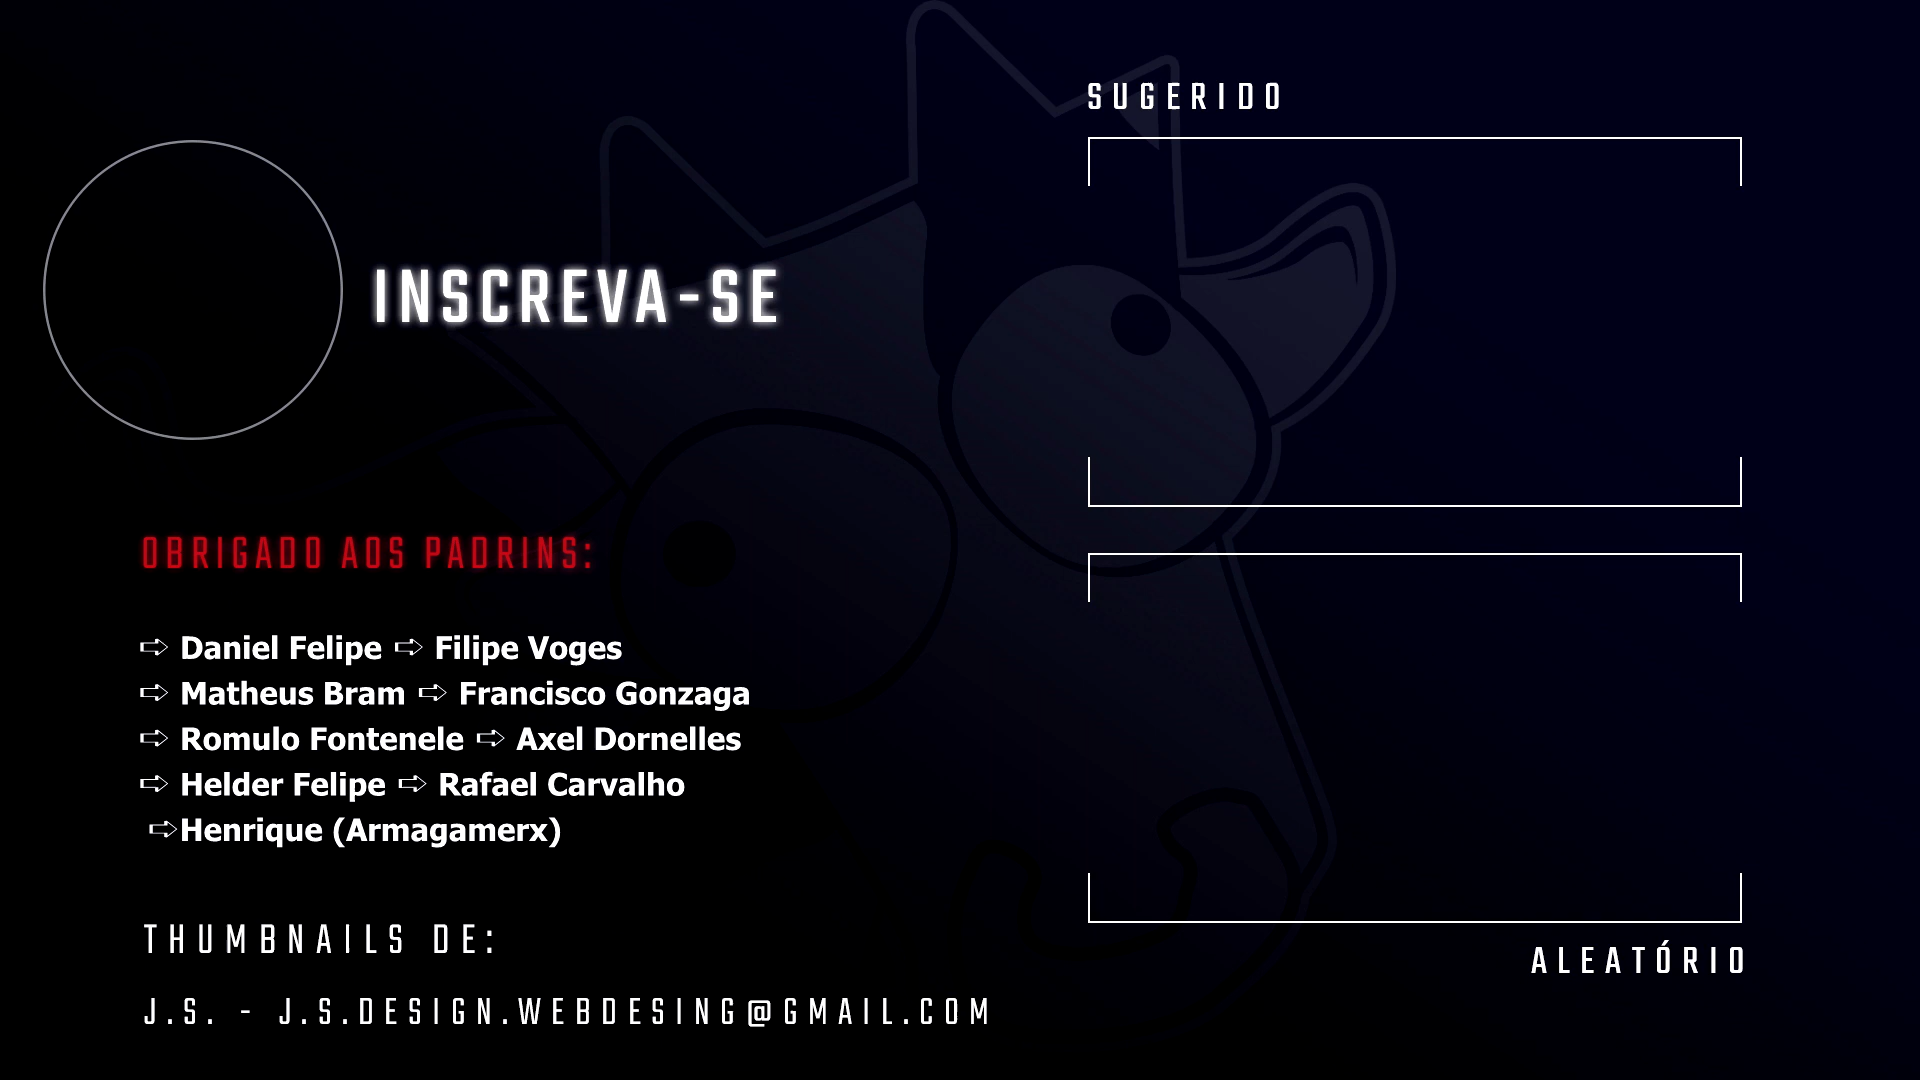 SUGERIDO
INSCREVA-SE
OBRIGADO AOS PADRINS:
➪ Daniel Felipe ➪ Filipe Voges
➪ Matheus Bram ➪ Francisco Gonzaga
➪ Romulo Fontenele ➪ Axel Dornelles
➪ Helder Felipe ➪ Rafael Carvalho
➪Henrique (Armagamerx)
THUMBNAILS DE:
ALEATÓRIO
J.S. - J.S.DESIGN.WEBDESING@GMAIL.COM